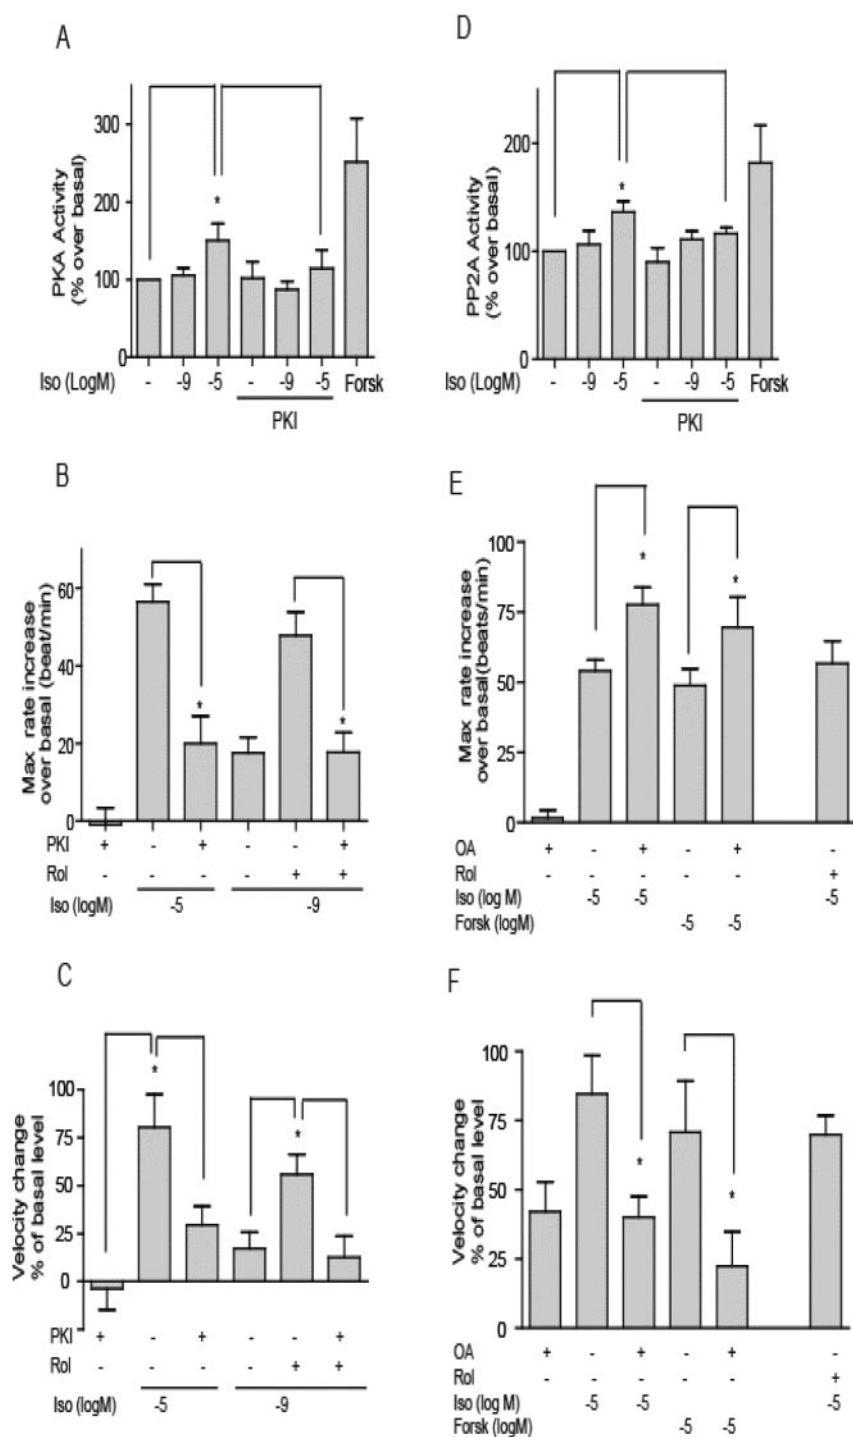 A
PKA Activity
(% over basal)
300
200
100
0
*
Iso (LogM) - -9 -5 - -9 -5 Forsk
PKI
D
PP2A Activity
(% over basal)
200
100
0
*
Iso (LogM) - -9 -5 - -9 -5 Forsk
PKI
B
Max rate increase
over basal (beat/min)
60
40
20
0
* *
PKI + - + - - +
Rol - - - - + +
Iso (logM) -5 -9
E
Max rate increase
over basal(beats/min)
100
75
50
25
0
* *
OA + - + - + -
Rol - - - - - +
Iso (log M) -5 -5 -5
Forsk (logM) -5 -5
C
Velocity change
% of basal level
100
75
50
25
0
* *
PKI + - + - - +
Rol - - - - + +
Iso (logM) -5 -9
F
Velocity change
% of basal level
100
75
50
25
0
* *
OA + - + - + -
Rol - - - - - +
Iso (log M) - -5 -5 - - -5
Forsk (logM) -5 -5